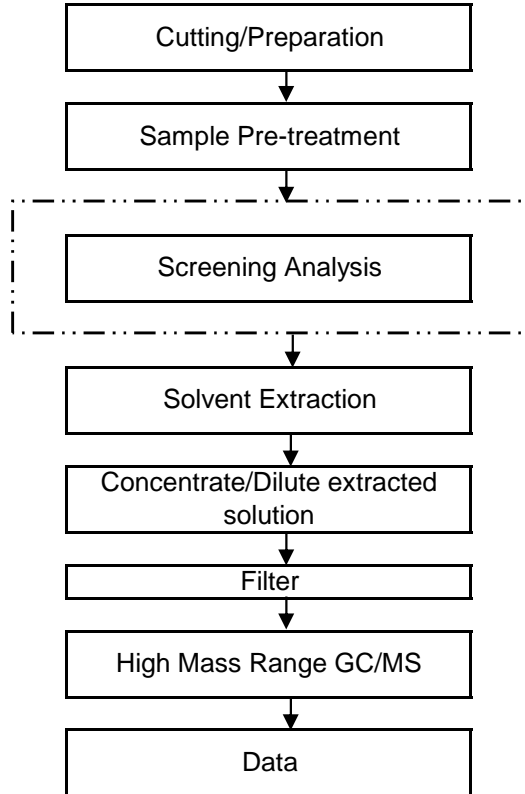 Cutting/Preparation
Sample Pre-treatment
Screening Analysis
Solvent Extraction
Concentrate/Dilute extracted
solution
Filter
High Mass Range GC/MS
Data